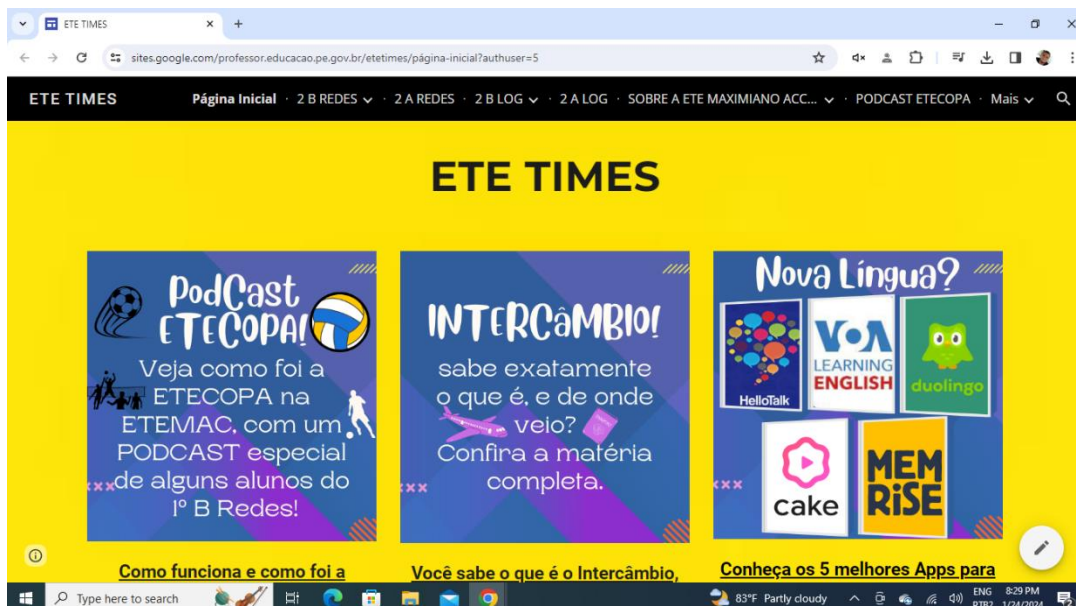 ETE TIMES
sites.google.com/professor.educacao.pe.gov.br/etetimes/página-inicial?authuser=5
ETE TIMES
Página Inicial · 2 B REDES · 2 A REDES · 2 B LOG · 2 A LOG · SOBRE A ETE MAXIMIANO ACC... · PODCAST ETECOPA · Mais
ETE TIMES
PodCast
ETECOPA!
Veja como foi a
ETECOPA na
ETEMAC, com um
PODCAST especial
de alguns alunos do
1º B Redes!
INTERCâMBIO!
sabe exatamente
o que é, e de onde
veio?
Confira a matéria
completa.
Nova Língua?
HelloTalk
VOA
LEARNING
ENGLISH
duolingo
cake
MEM
RiSE
Como funciona e como foi a
Você sabe o que é o Intercâmbio,
Conheça os 5 melhores Apps para
Type here to search
83°F Partly cloudy
ENG
PTB2
8:29 PM
1/24/2024